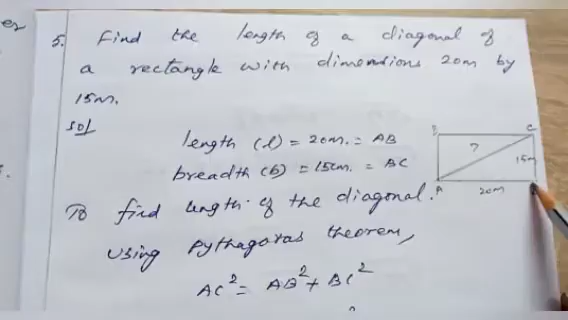 5. Find the length of a diagonal of
a rectangle with dimensions 20m by
15m.
Sol
length (l) = 20m. = AB
breadth (b) = 15m. = BC
D C
?
15m
A 20m
To find length of the diagonal.
Using Pythagoras theorem,
AC² = AB² + BC²